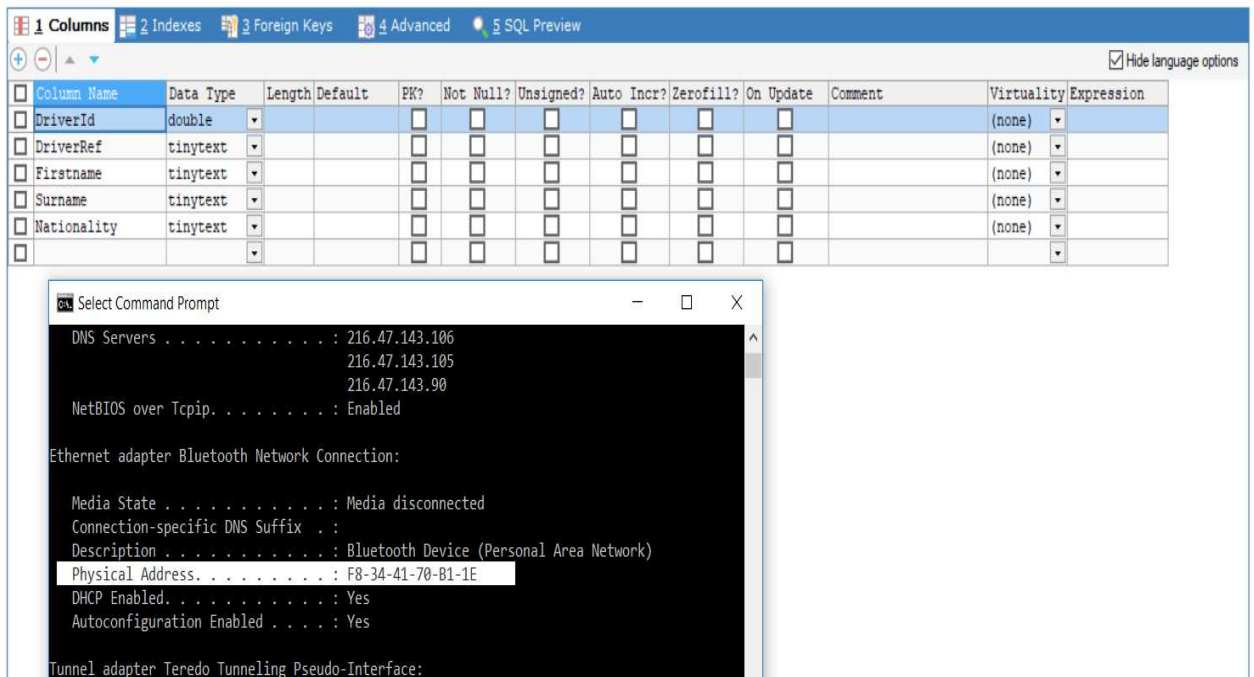 1 Columns 2 Indexes 3 Foreign Keys 4 Advanced 5 SQL Preview
Hide language options
Column Name Data Type Length Default PK? Not Null? Unsigned? Auto Incr? Zerofill? On Update Comment Virtuality Expression
DriverId double (none)
DriverRef tinytext (none)
Firstname tinytext (none)
Surname tinytext (none)
Nationality tinytext (none)
Select Command Prompt
DNS Servers . . . . . . . . . . . : 216.47.143.106
216.47.143.105
216.47.143.90
NetBIOS over Tcpip. . . . . . . . : Enabled
Ethernet adapter Bluetooth Network Connection:
Media State . . . . . . . . . . . : Media disconnected
Connection-specific DNS Suffix . :
Description . . . . . . . . . . . : Bluetooth Device (Personal Area Network)
Physical Address. . . . . . . . . : F8-34-41-70-B1-1E
DHCP Enabled. . . . . . . . . . . : Yes
Autoconfiguration Enabled . . . . : Yes
Tunnel adapter Teredo Tunneling Pseudo-Interface: